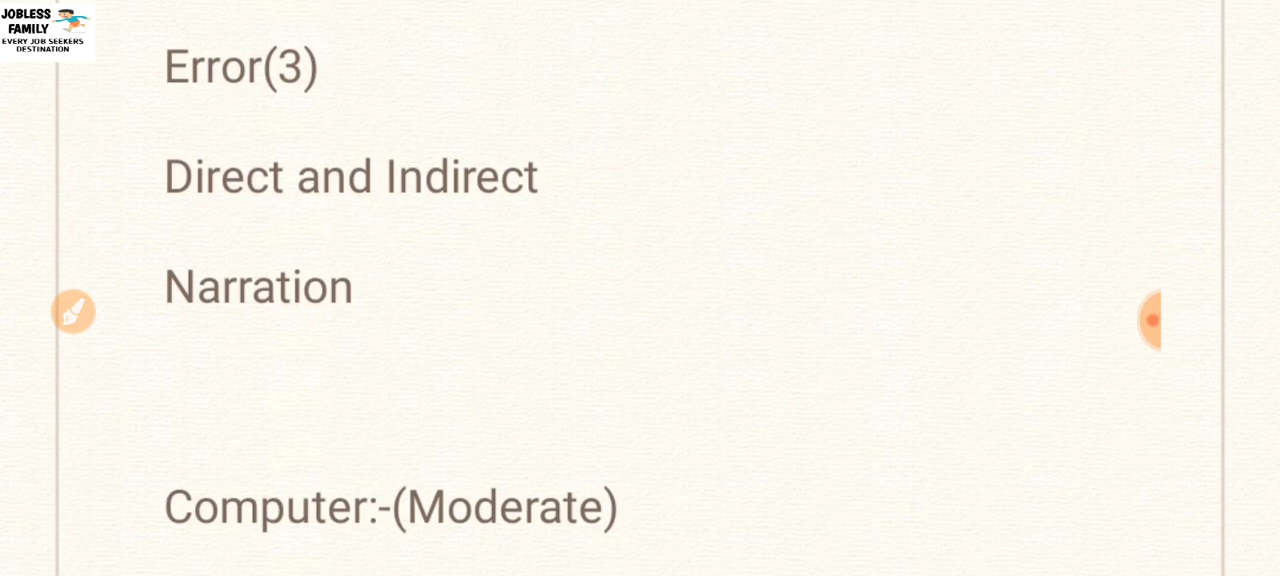 JOBLESS
FAMILY
EVERY JOB SEEKERS
DESTINATION
Error(3)
Direct and Indirect
Narration
Computer:-(Moderate)